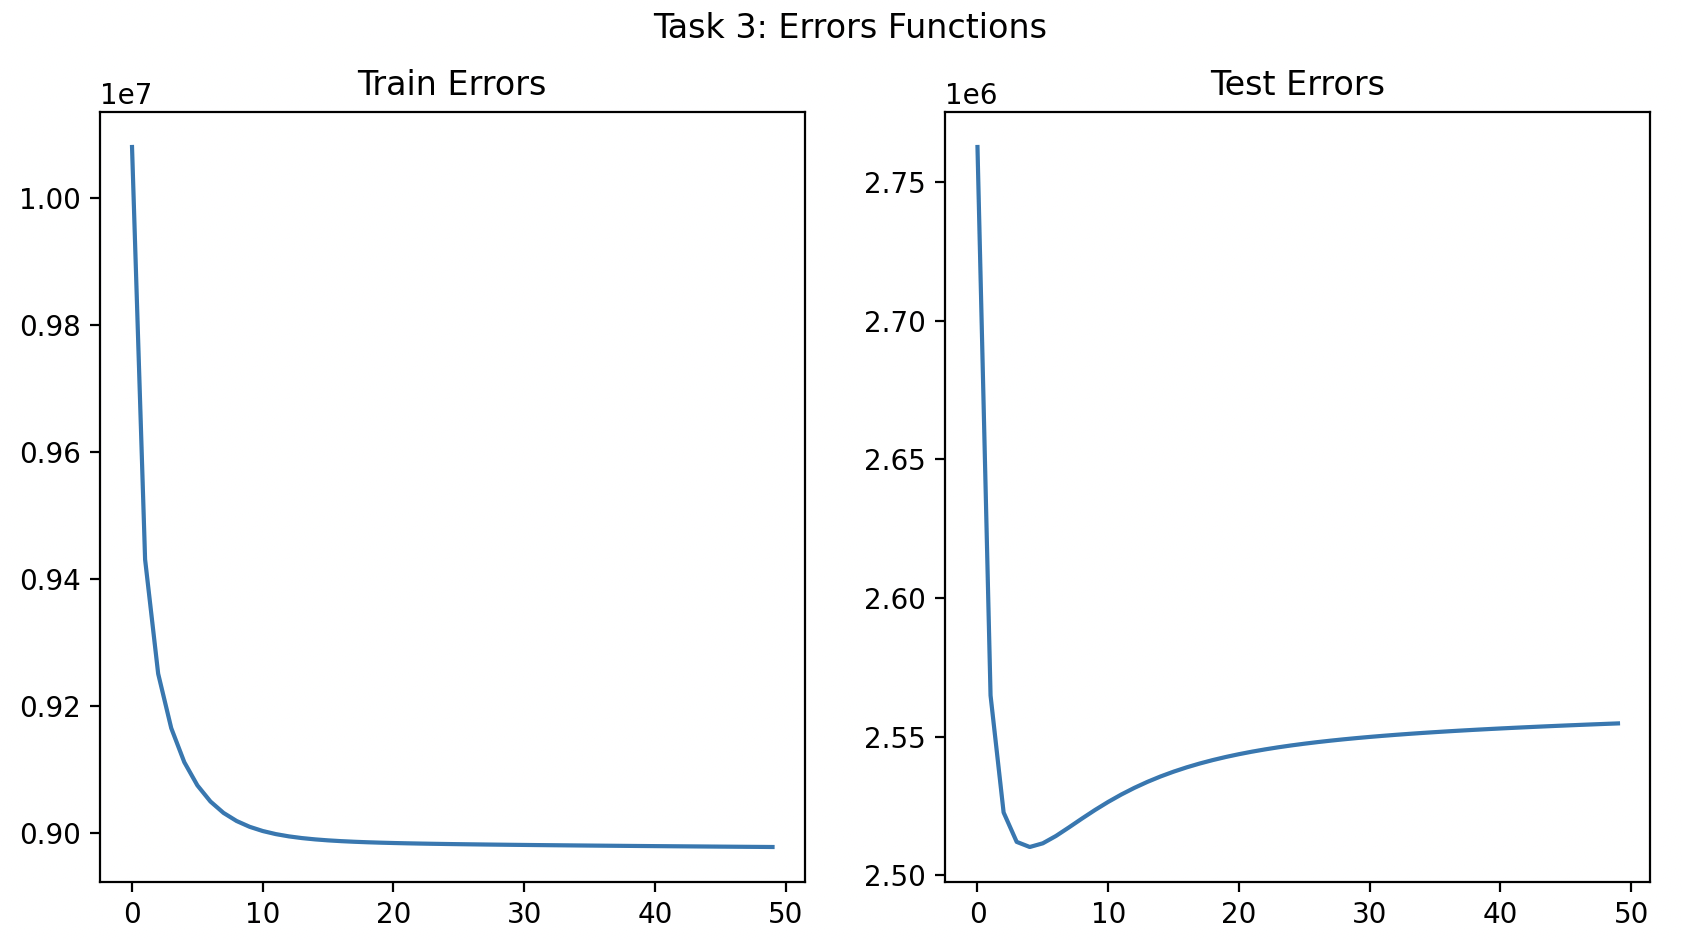 Task 3: Errors Functions
Train Errors
1e7
1.00
0.98
0.96
0.94
0.92
0.90
0 10 20 30 40 50
Test Errors
1e6
2.75
2.70
2.65
2.60
2.55
2.50
0 10 20 30 40 50